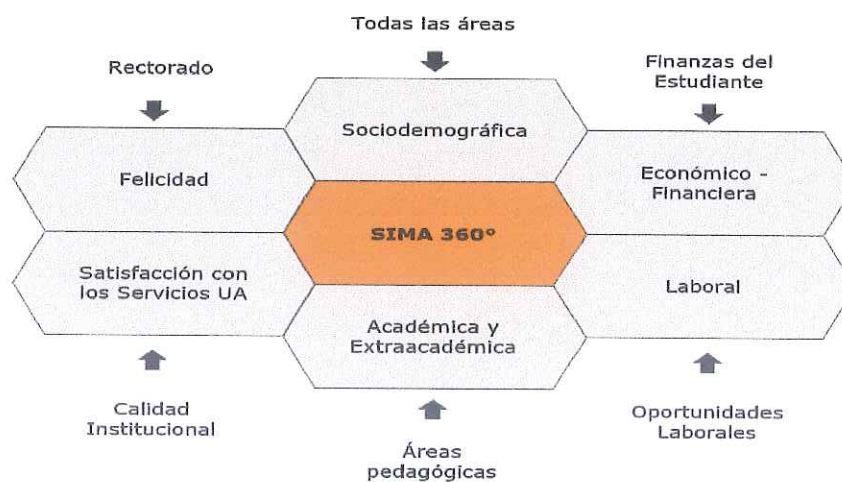 Todas las áreas
Rectorado
Finanzas del
Estudiante
Sociodemográfica
Felicidad
Económico -
Financiera
SIMA 360º
Satisfacción con
los Servicios UA
Laboral
Académica y
Extraacadémica
Calidad
Institucional
Oportunidades
Laborales
Áreas
pedagógicas